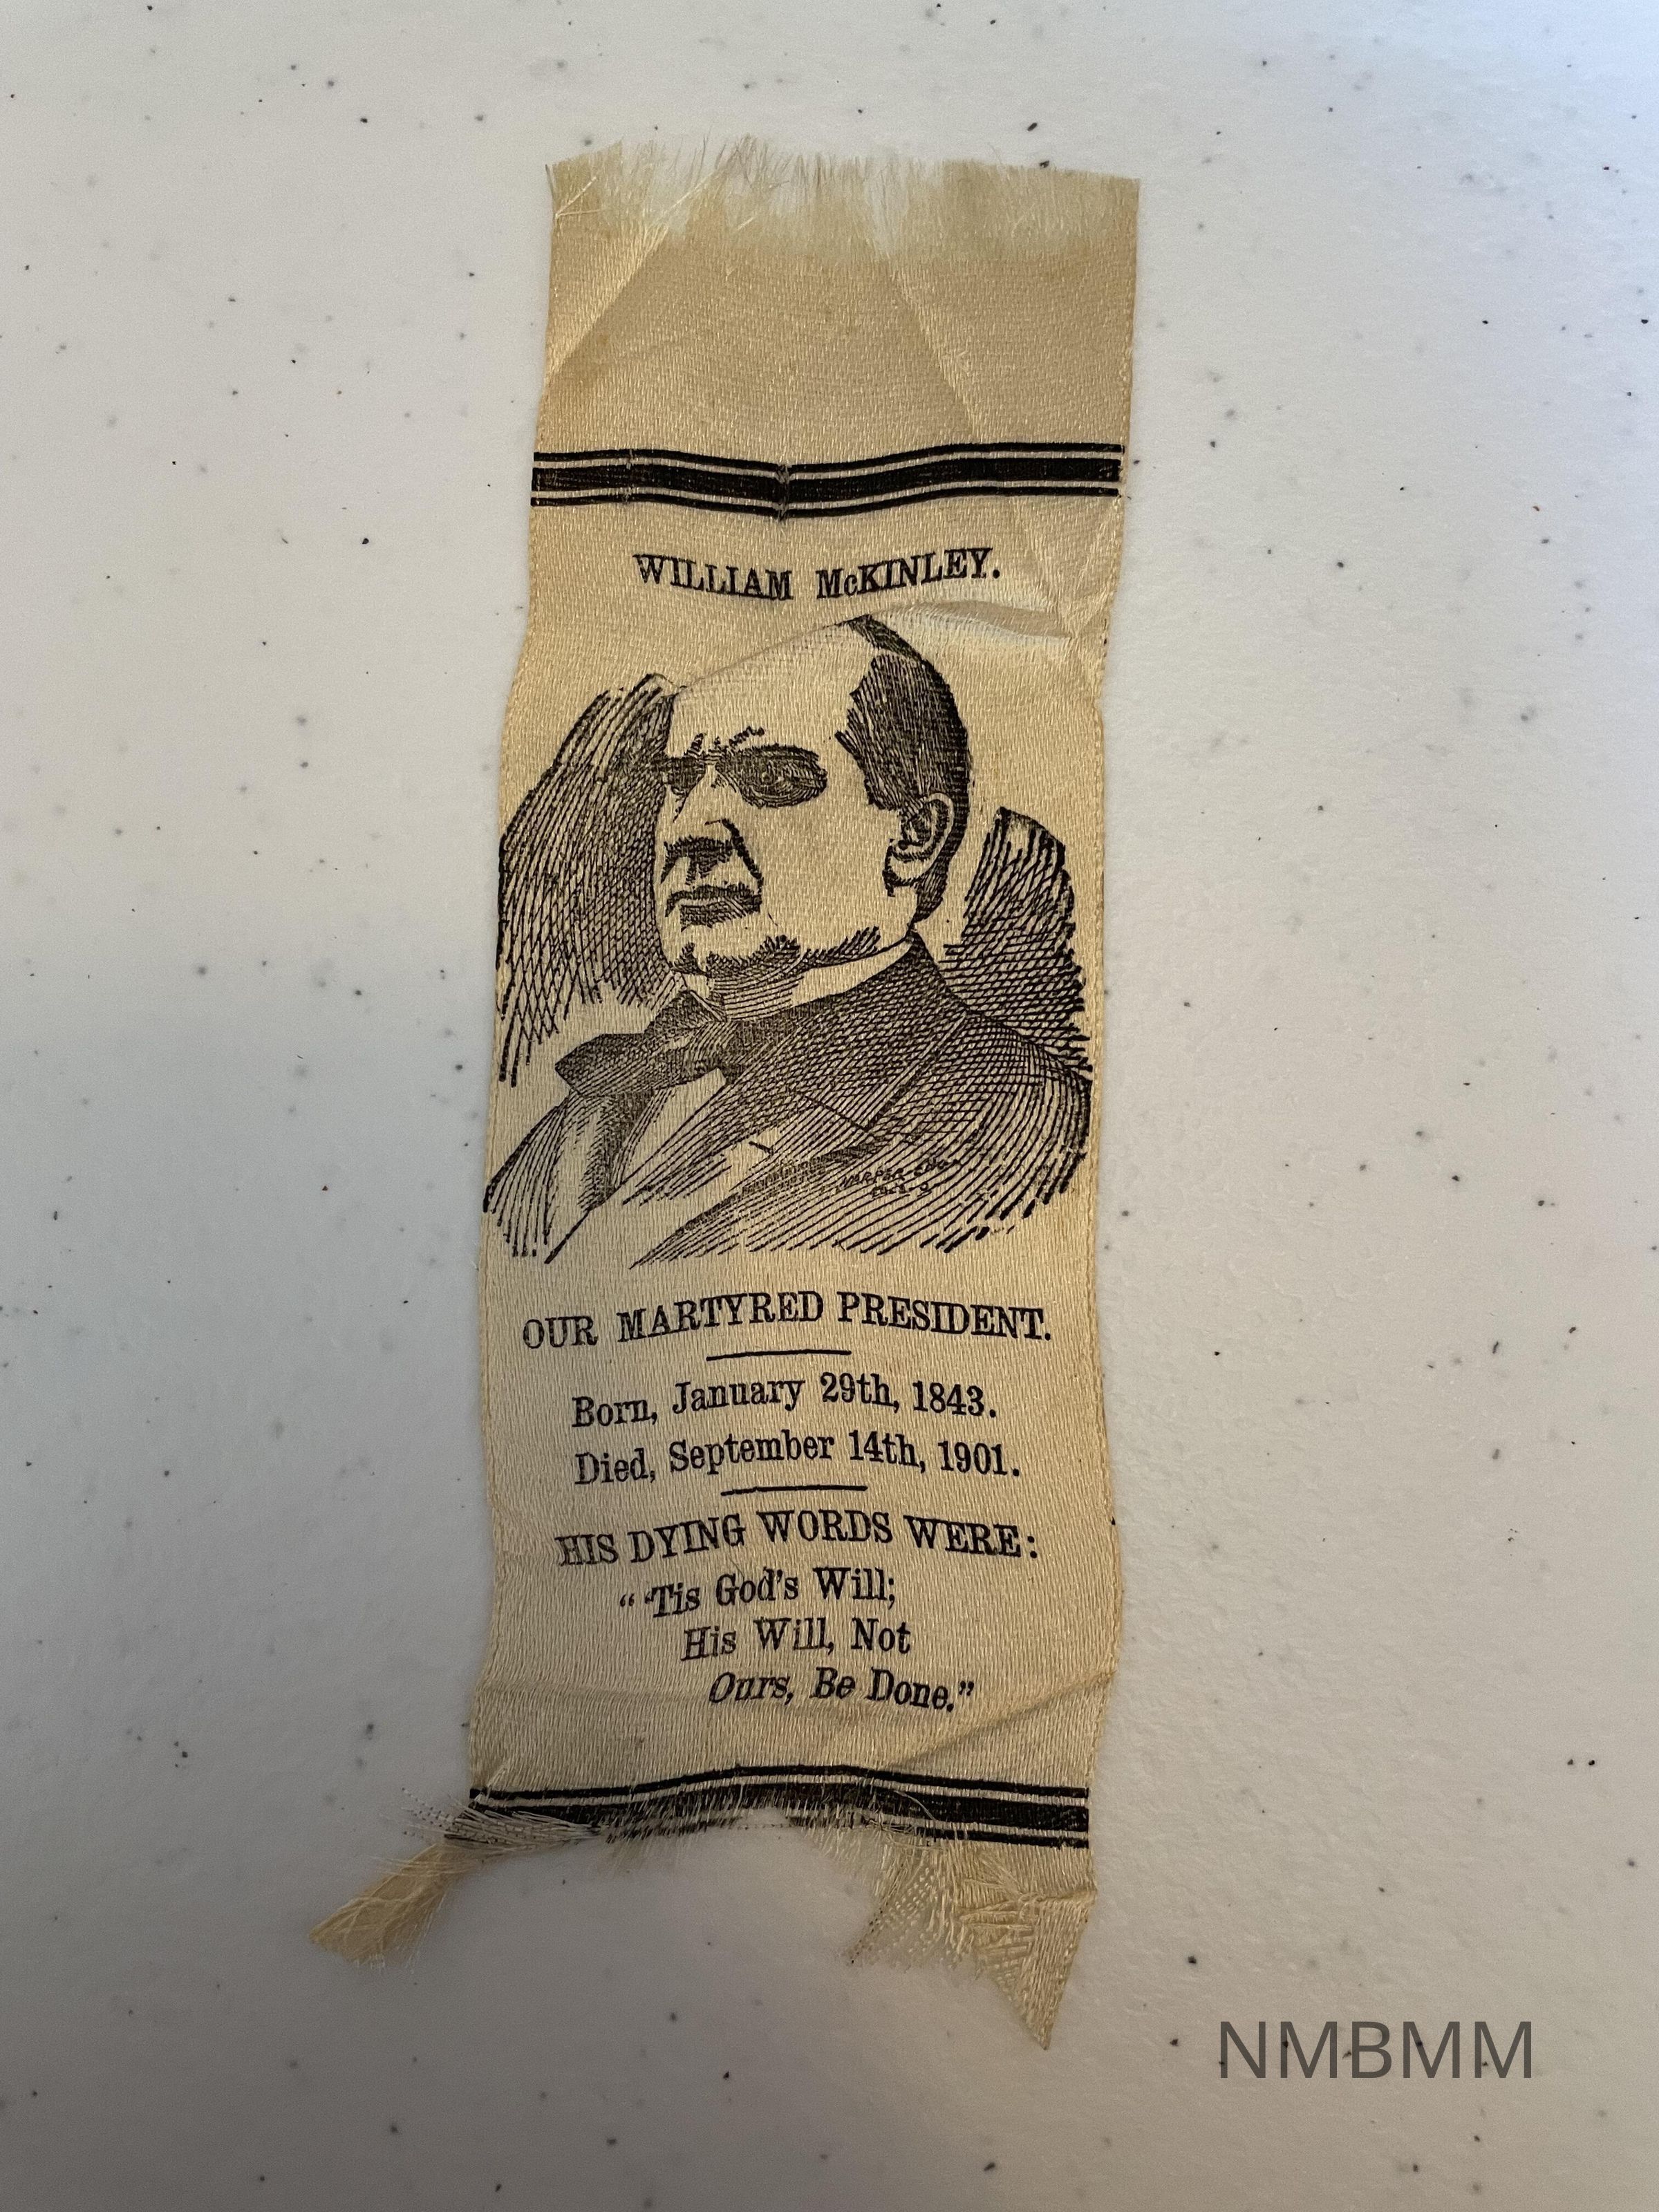 WILLIAM McKINLEY.
OUR MARTYRED PRESIDENT.
Born, January 29th, 1843.
Died, September 14th, 1901.
HIS DYING WORDS WERE:
“ 'Tis God's Will;
His Will, Not
Ours, Be Done.”
NMBMM